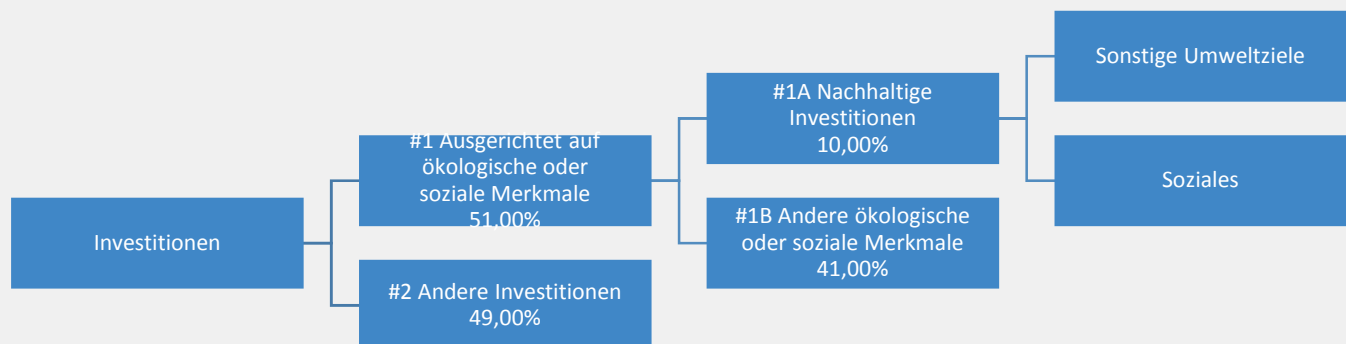 Investitionen
#1 Ausgerichtet auf
ökologische oder
soziale Merkmale
51,00%
#2 Andere Investitionen
49,00%
#1A Nachhaltige
Investitionen
10,00%
#1B Andere ökologische
oder soziale Merkmale
41,00%
Sonstige Umweltziele
Soziales